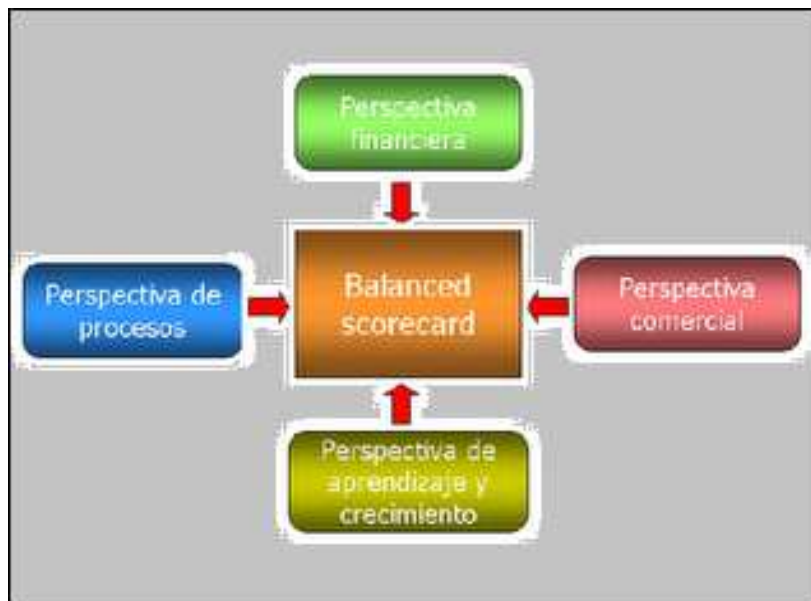 Perspectiva
financiera
Perspectiva de
procesos
Balanced
scorecard
Perspectiva
comercial
Perspectiva de
aprendizaje y
crecimiento